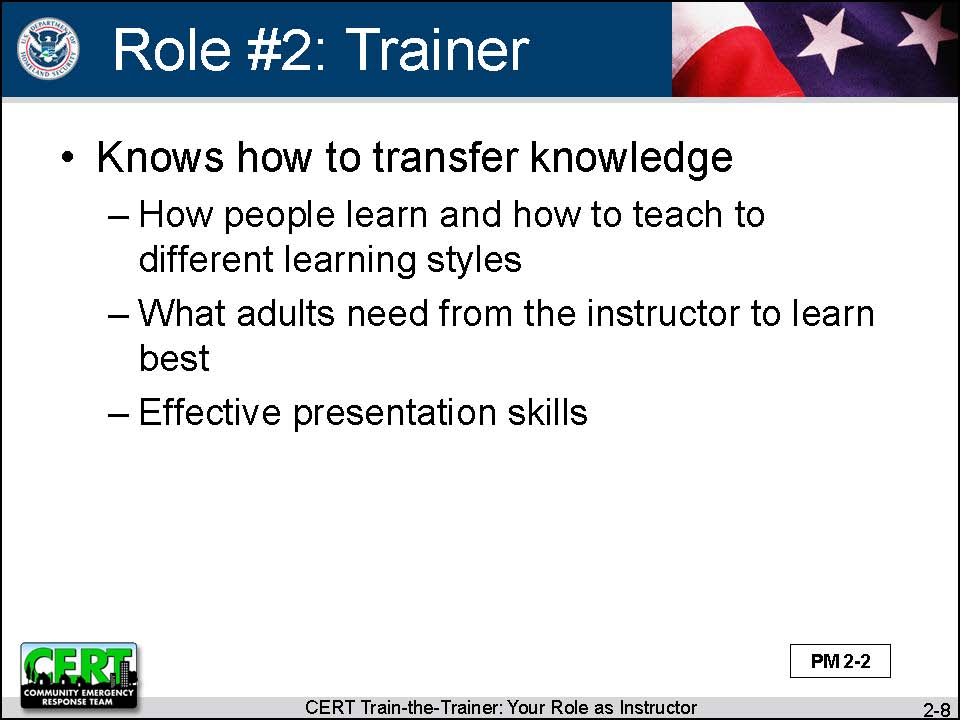 U.S. DEPARTMENT OF
HOMELAND SECURITY
Role #2: Trainer
• Knows how to transfer knowledge
– How people learn and how to teach to
different learning styles
– What adults need from the instructor to learn
best
– Effective presentation skills
PM 2-2
CERT
COMMUNITY EMERGENCY
RESPONSE TEAM
CERT Train-the-Trainer: Your Role as Instructor
2-8